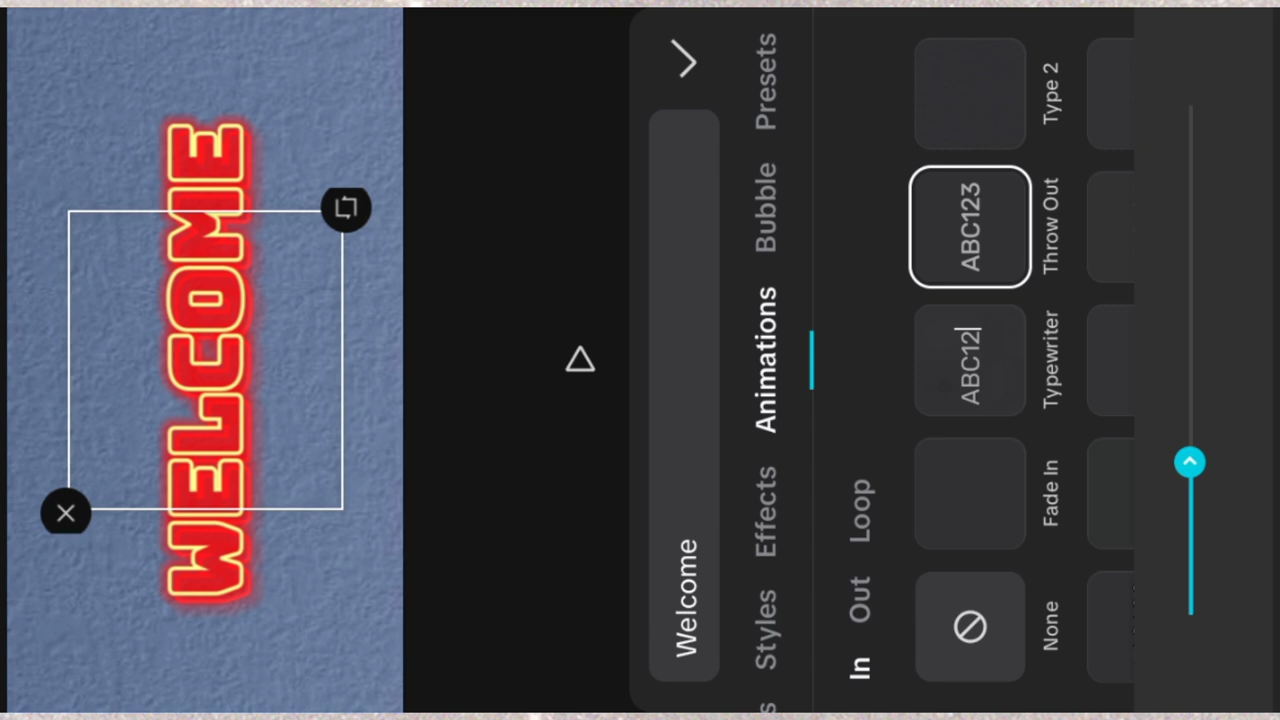 WELCOME
Welcome
s Styles Effects Animations Bubble Presets
In Out Loop
ABC12 ABC123
None Fade In Typewriter Throw Out Type 2